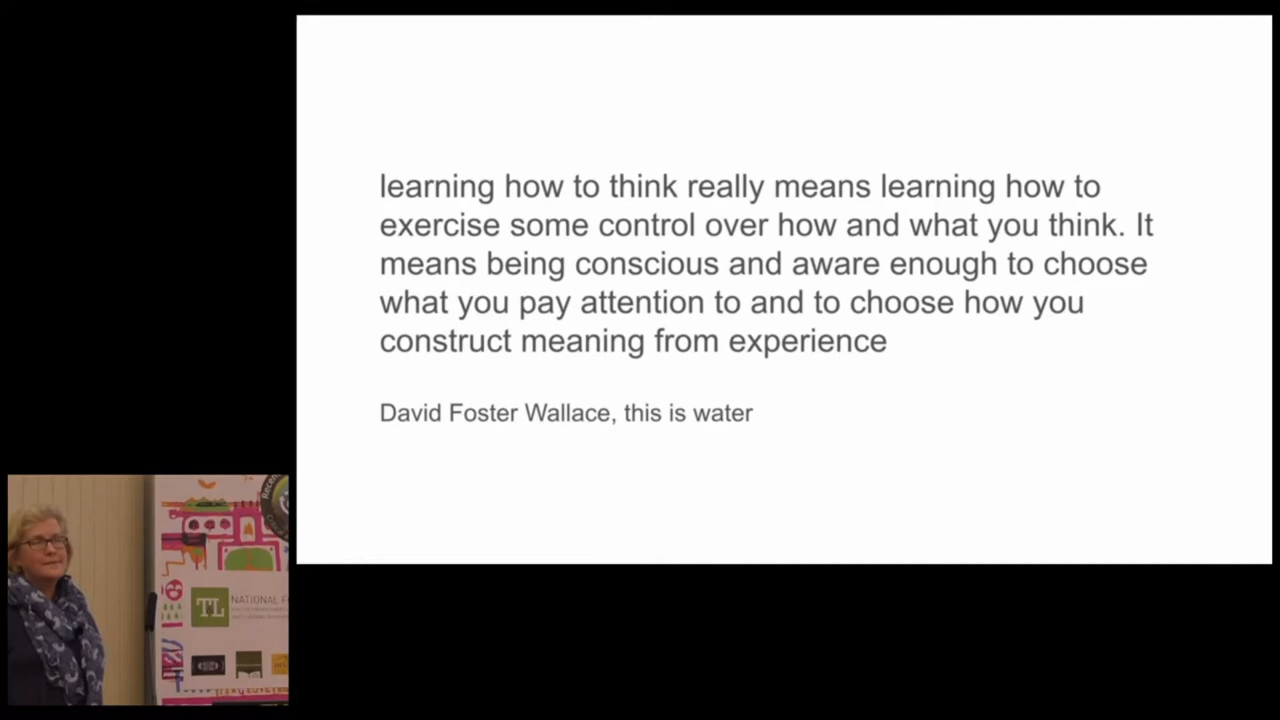 learning how to think really means learning how to
exercise some control over how and what you think. It
means being conscious and aware enough to choose
what you pay attention to and to choose how you
construct meaning from experience
David Foster Wallace, this is water
TL
NATIONAL